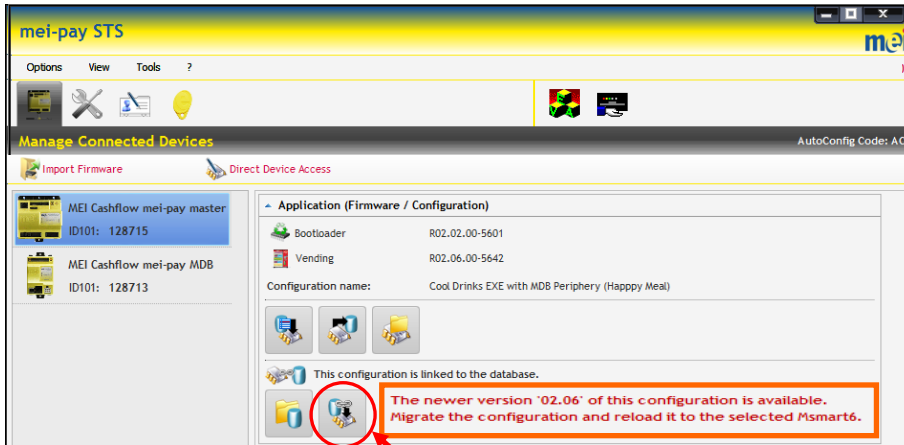 mei-pay STS
mei
Options View Tools ?
Manage Connected Devices
AutoConfig Code: AC
Import Firmware
Direct Device Access
MEI Cashflow mei-pay master
ID101: 128715
MEI Cashflow mei-pay MDB
ID101: 128713
Application (Firmware / Configuration)
Bootloader R02.02.00-5601
Vending R02.06.00-5642
Configuration name: Cool Drinks EXE with MDB Periphery (Happpy Meal)
This configuration is linked to the database.
The newer version '02.06' of this configuration is available.
Migrate the configuration and reload it to the selected Msmart6.